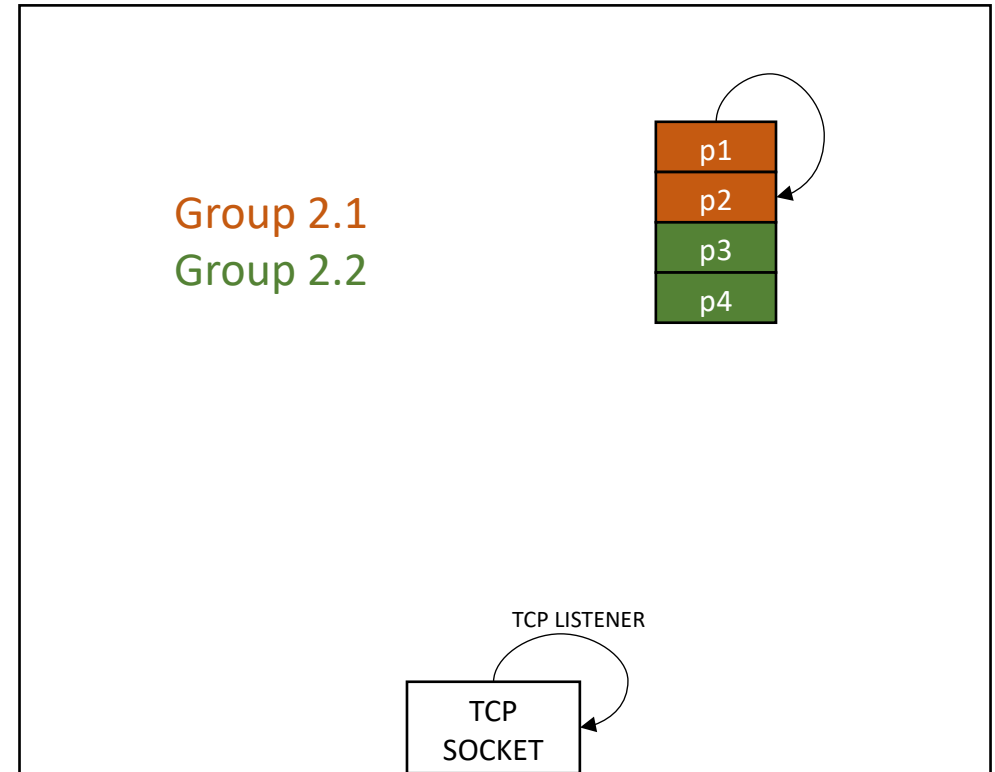 p1
p2
Group 2.1
p3
Group 2.2
p4
TCP LISTENER
TCP
SOCKET